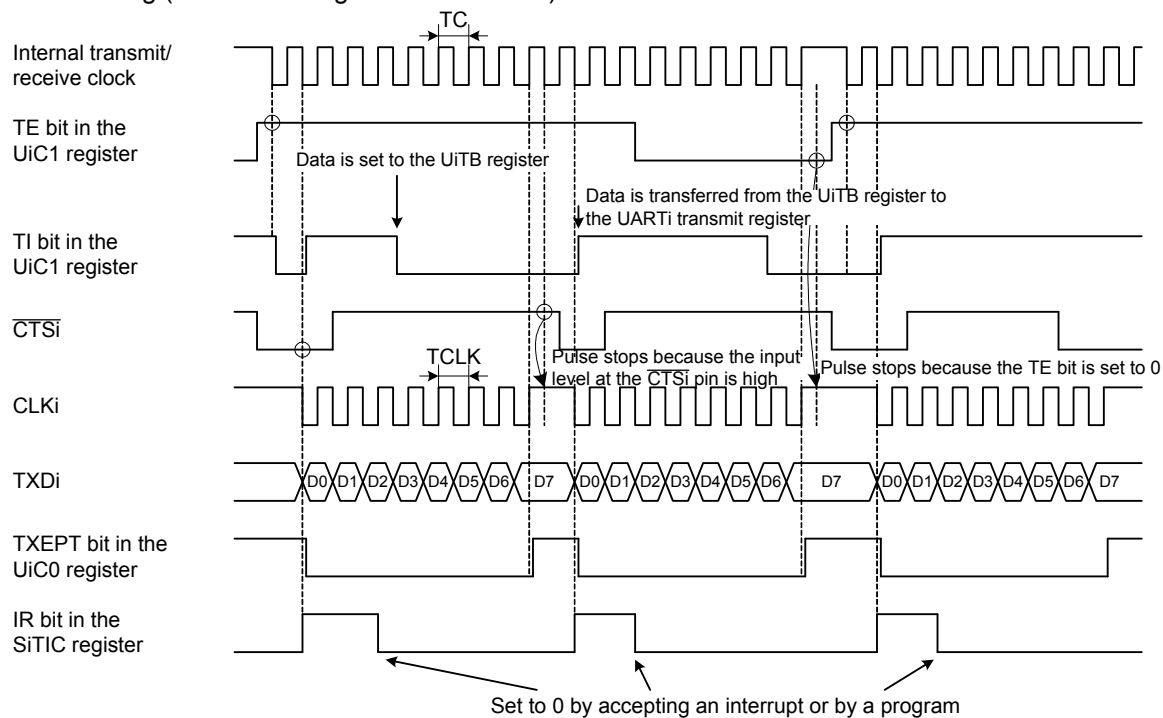 TC
Internal transmit/
receive clock
TE bit in the
UiC1 register
Data is set to the UiTB register
Data is transferred from the UiTB register to
the UARTi transmit register
TI bit in the
UiC1 register
CTSi
TCLK
Pulse stops because the input
level at the CTSi pin is high
Pulse stops because the TE bit is set to 0
CLKi
TXDi
D0 D1 D2 D3 D4 D5 D6 D7 D0 D1 D2 D3 D4 D5 D6 D7 D0 D1 D2 D3 D4 D5 D6 D7
TXEPT bit in the
UiC0 register
IR bit in the
SiTIC register
Set to 0 by accepting an interrupt or by a program